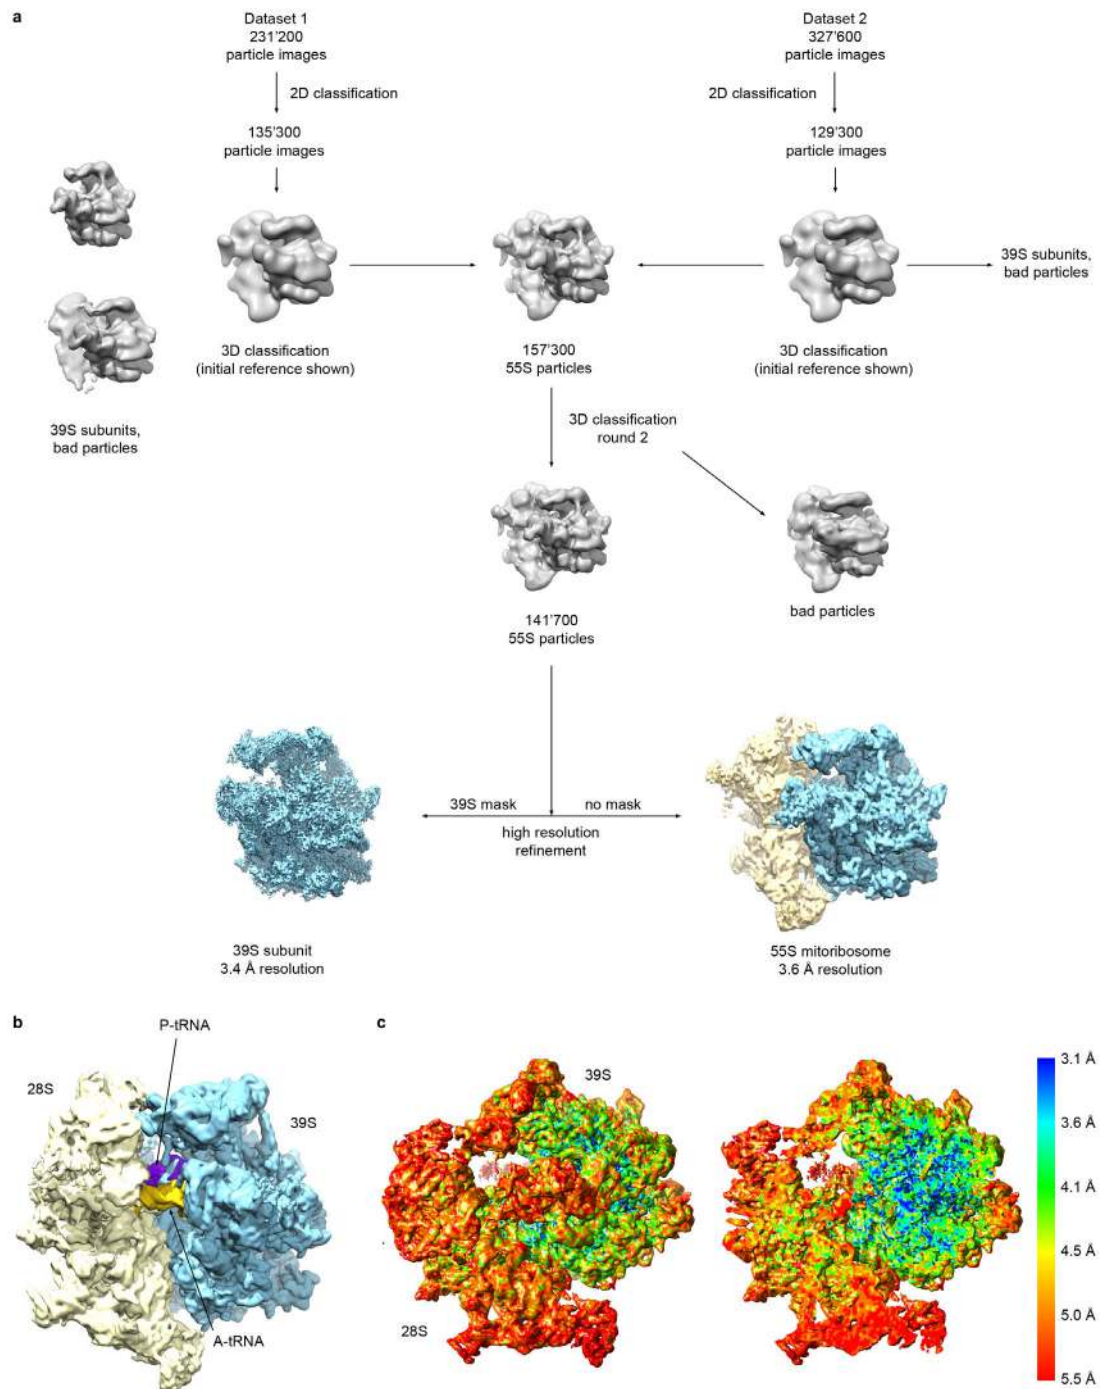 a
Dataset 1
231'200
particle images
Dataset 2
327'600
particle images
2D classification
2D classification
135'300
particle images
129'300
particle images
39S subunits,
bad particles
3D classification
(initial reference shown)
157'300
55S particles
3D classification
(initial reference shown)
39S subunits,
bad particles
3D classification
round 2
141'700
55S particles
bad particles
39S mask
no mask
high resolution
refinement
39S subunit
3.4 Å resolution
55S mitoribosome
3.6 Å resolution
b
P-tRNA
28S
39S
A-tRNA
c
39S
28S
3.1 Å
3.6 Å
4.1 Å
4.5 Å
5.0 Å
5.5 Å